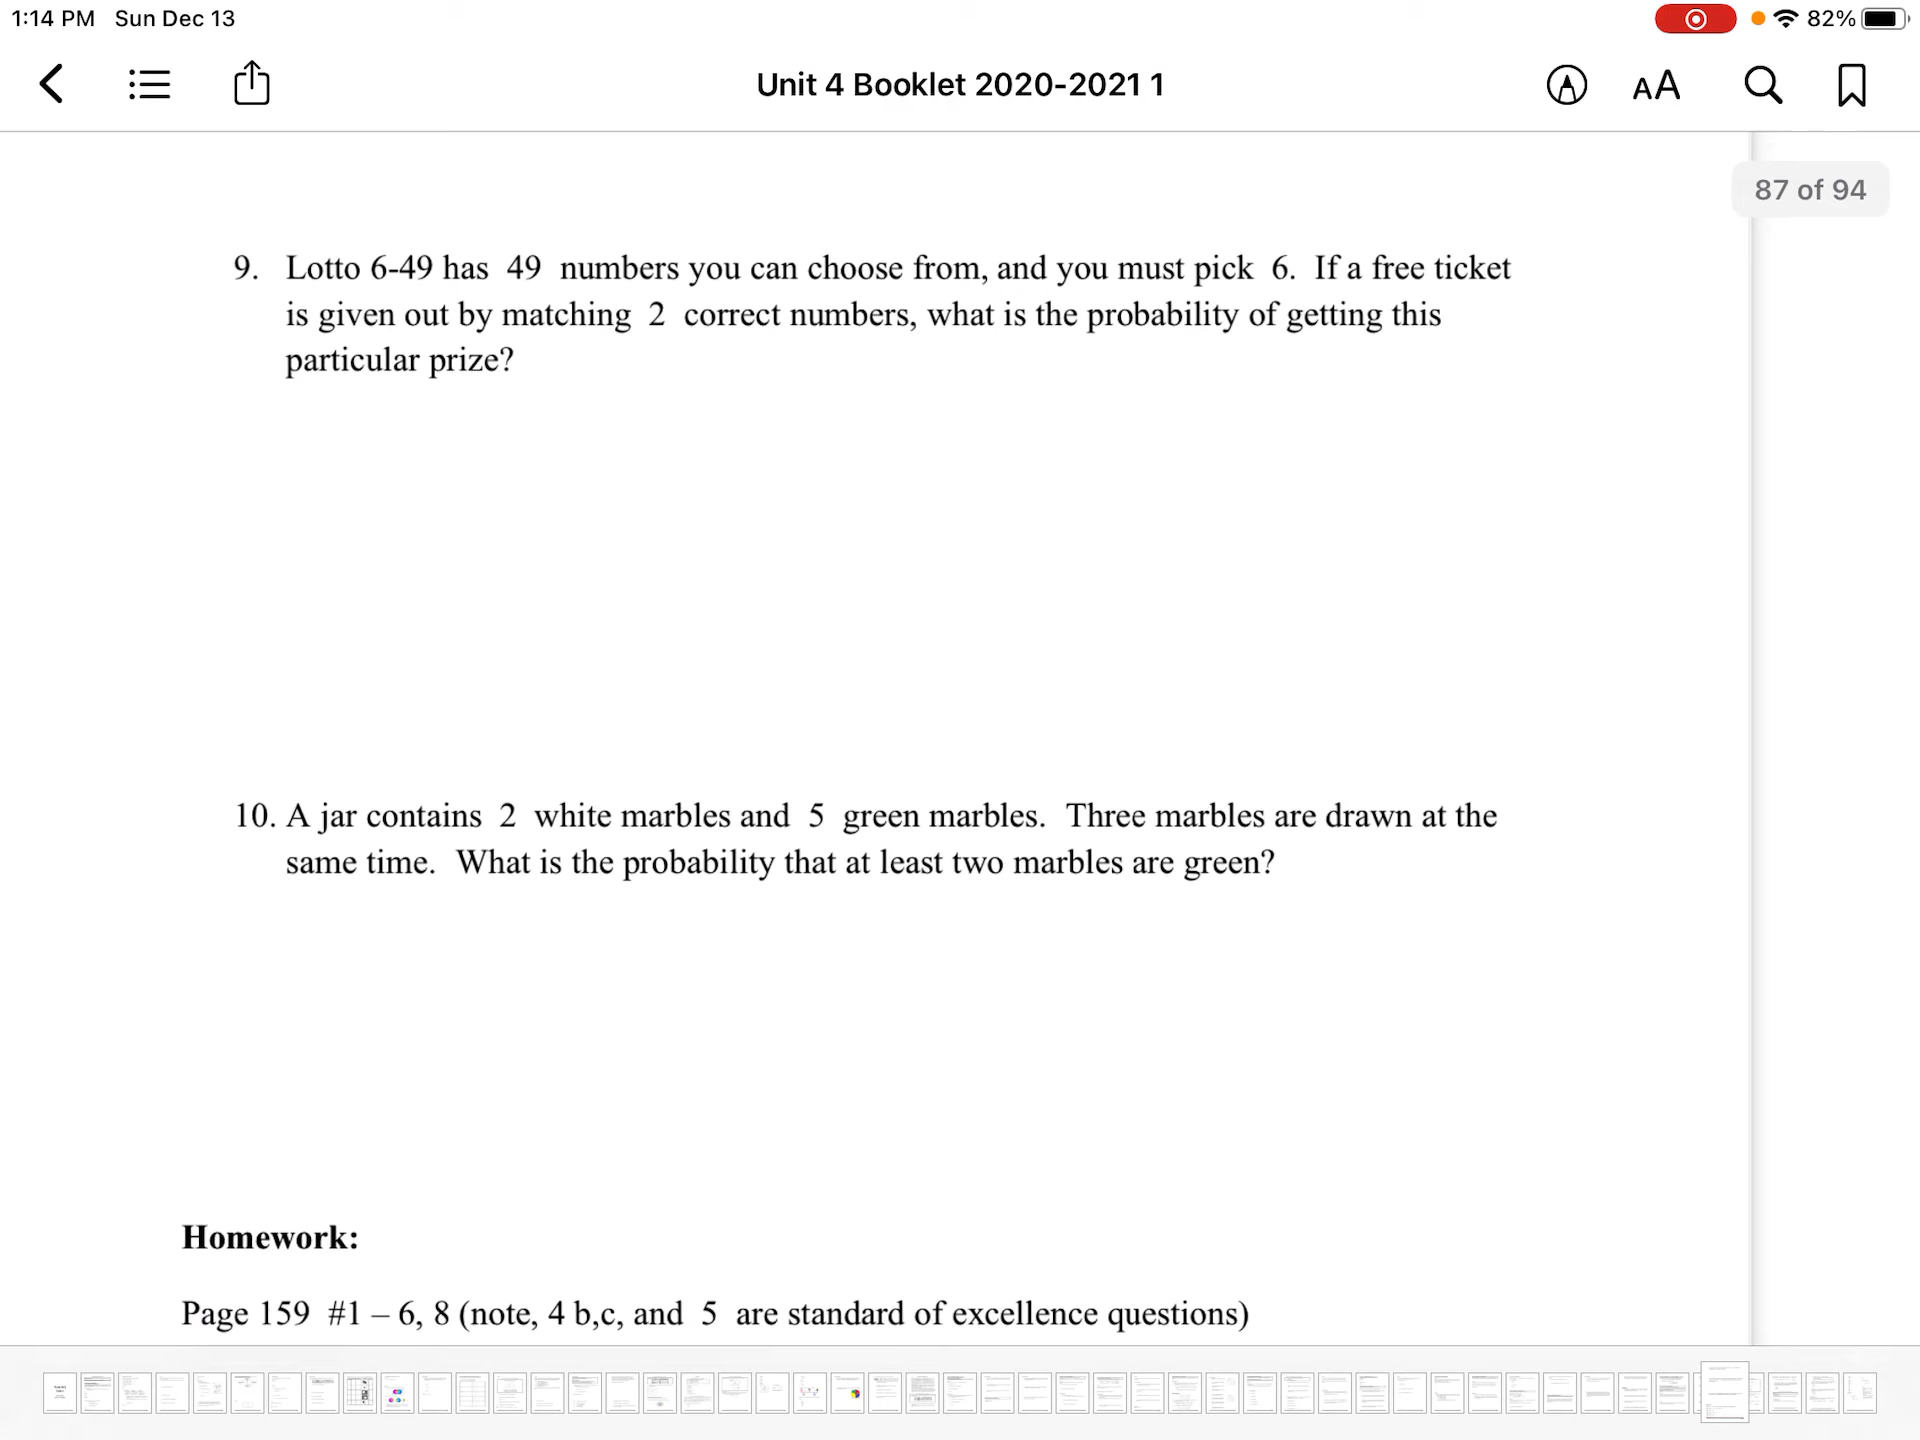 1:14 PM Sun Dec 13
82%
Unit 4 Booklet 2020-2021 1
AA
87 of 94
9. Lotto 6-49 has 49 numbers you can choose from, and you must pick 6. If a free ticket
is given out by matching 2 correct numbers, what is the probability of getting this
particular prize?
10. A jar contains 2 white marbles and 5 green marbles. Three marbles are drawn at the
same time. What is the probability that at least two marbles are green?
Homework:
Page 159 #1 – 6, 8 (note, 4 b,c, and 5 are standard of excellence questions)